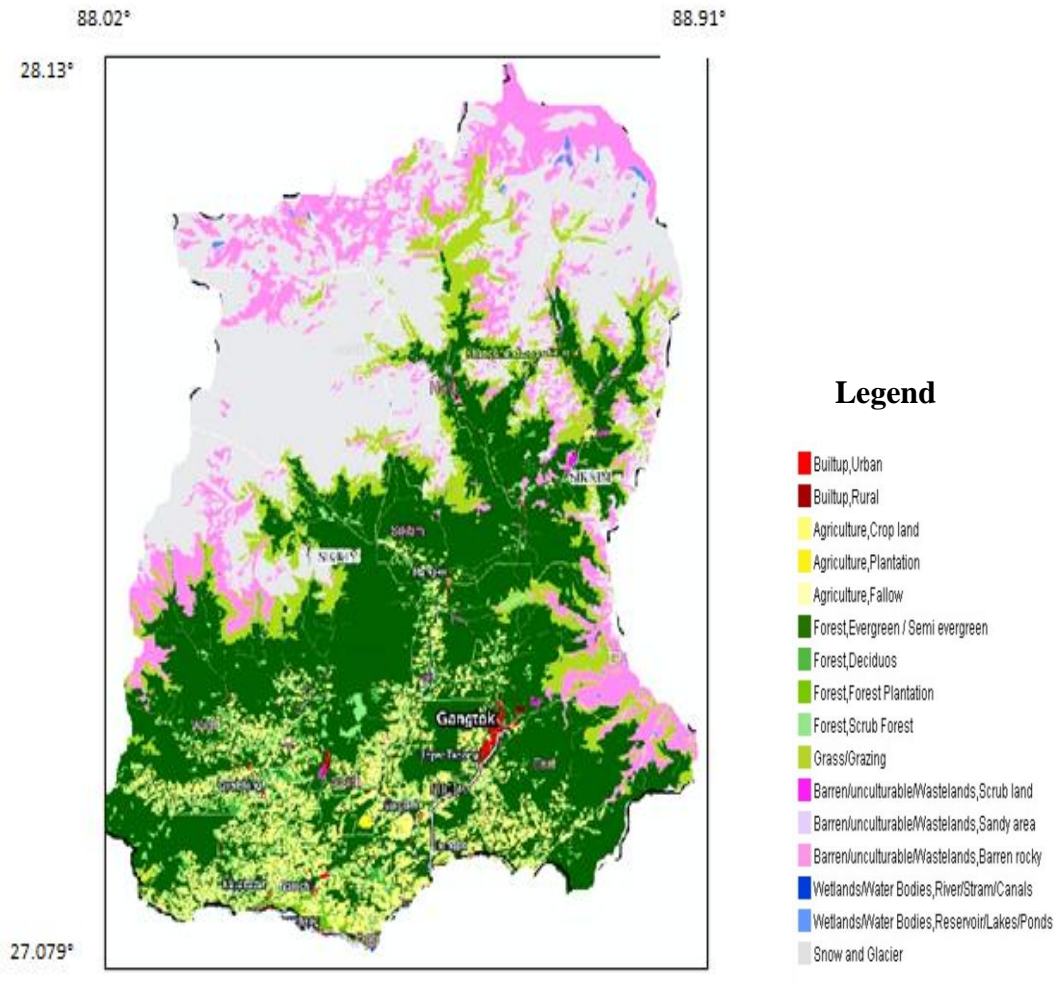 88.02°
88.91°
28.13°
SIKKIM
Gangtok
27.079°
Legend
Builtup,Urban
Builtup,Rural
Agriculture,Crop land
Agriculture,Plantation
Agriculture,Fallow
Forest,Evergreen / Semi evergreen
Forest,Deciduos
Forest,Forest Plantation
Forest,Scrub Forest
Grass/Grazing
Barren/unculturable/Wastelands,Scrub land
Barren/unculturable/Wastelands,Sandy area
Barren/unculturable/Wastelands,Barren rocky
Wetlands/Water Bodies,River/Stram/Canals
Wetlands/Water Bodies,Reservoir/Lakes/Ponds
Snow and Glacier